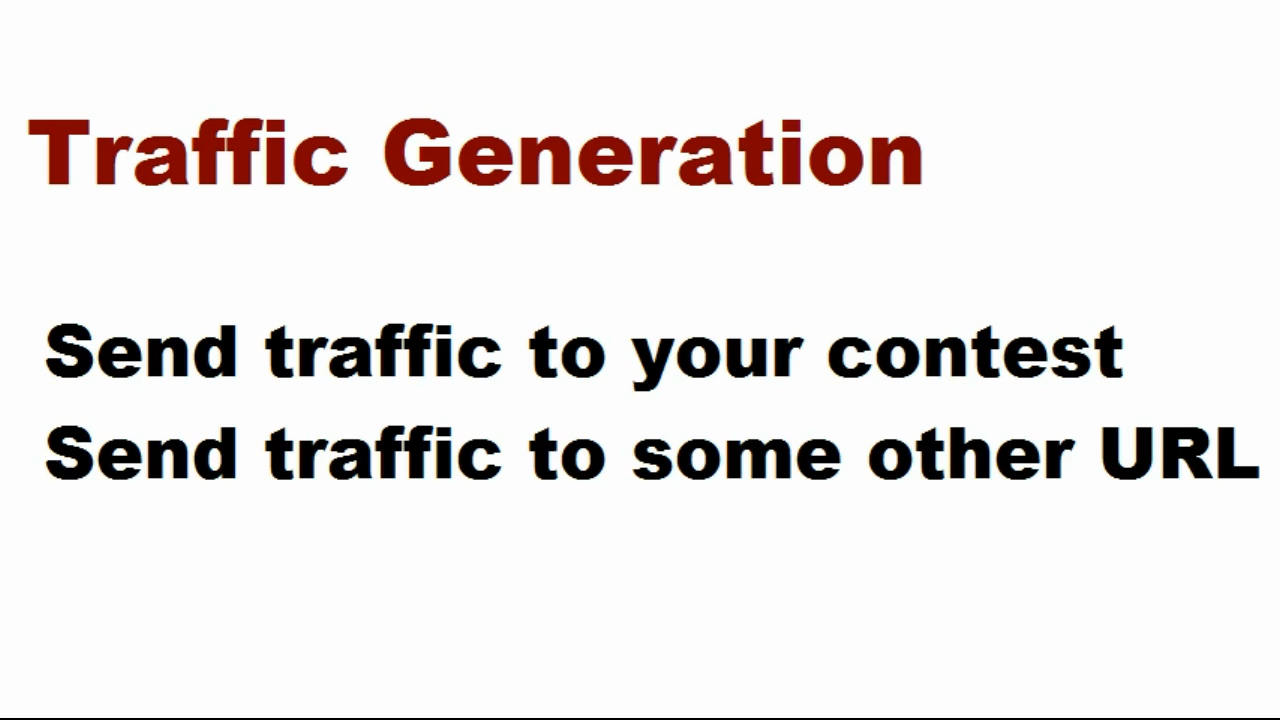 Traffic Generation
Send traffic to your contest
Send traffic to some other URL